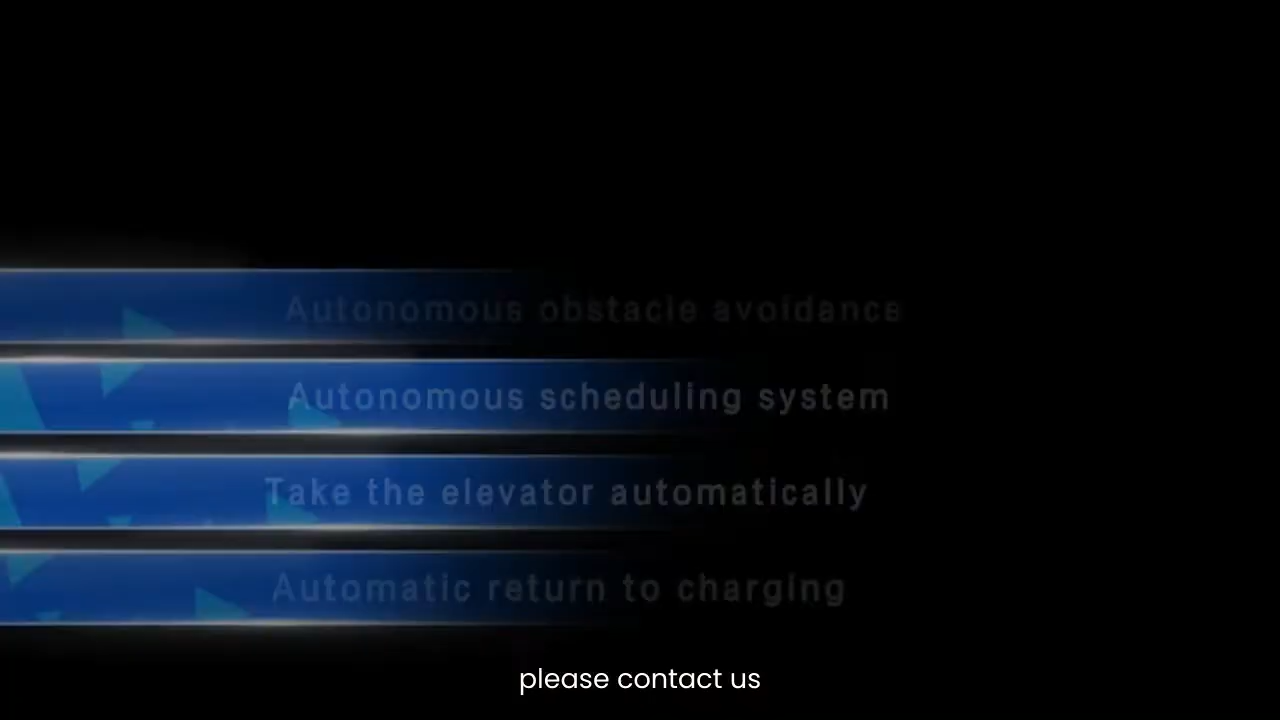 Autonomous obstacle avoidance
Autonomous scheduling system
Take the elevator automatically
Automatic return to charging
please contact us